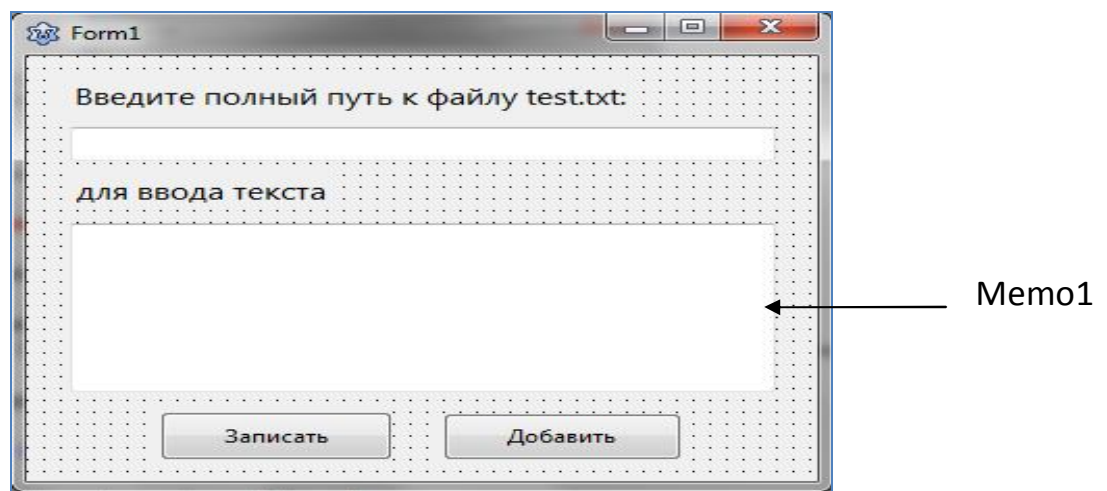 Form1
Введите полный путь к файлу test.txt:
для ввода текста
Memo1
Записать Добавить